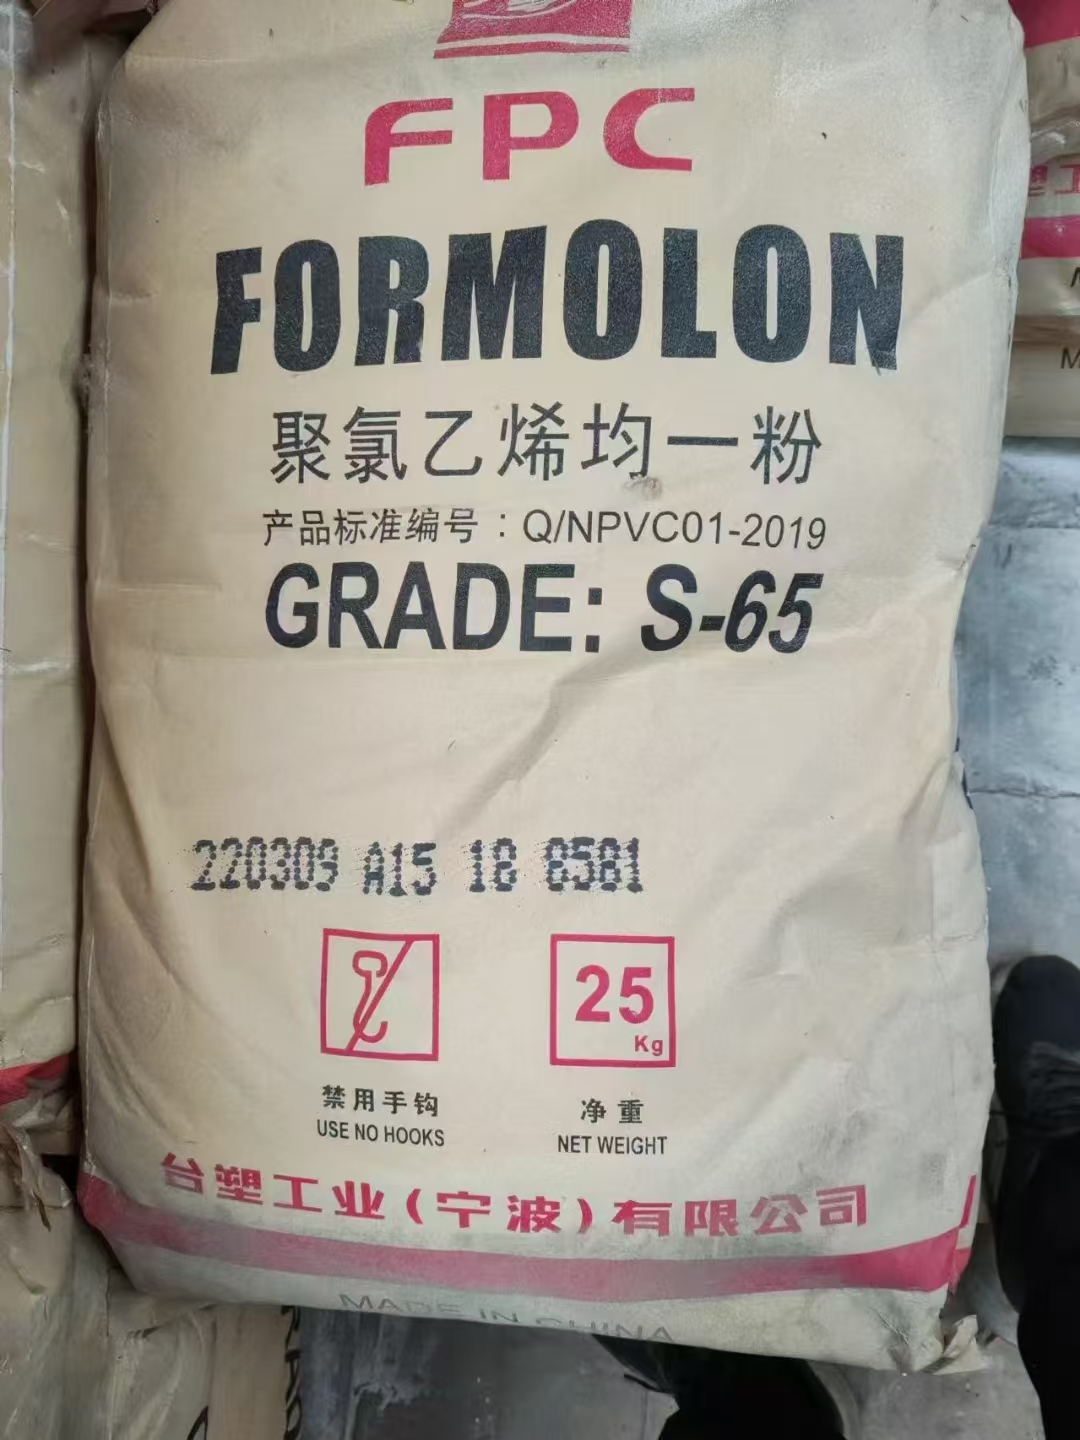 FPC
FORMOLON
聚氯乙烯均一粉
产品标准编号：Q/NPVC01-2019
GRADE: S-65
220309 A15 18 8581
25
Kg
禁用手钩
USE NO HOOKS
净重
NET WEIGHT
台塑工业(宁波)有限公司
MADE IN CHINA